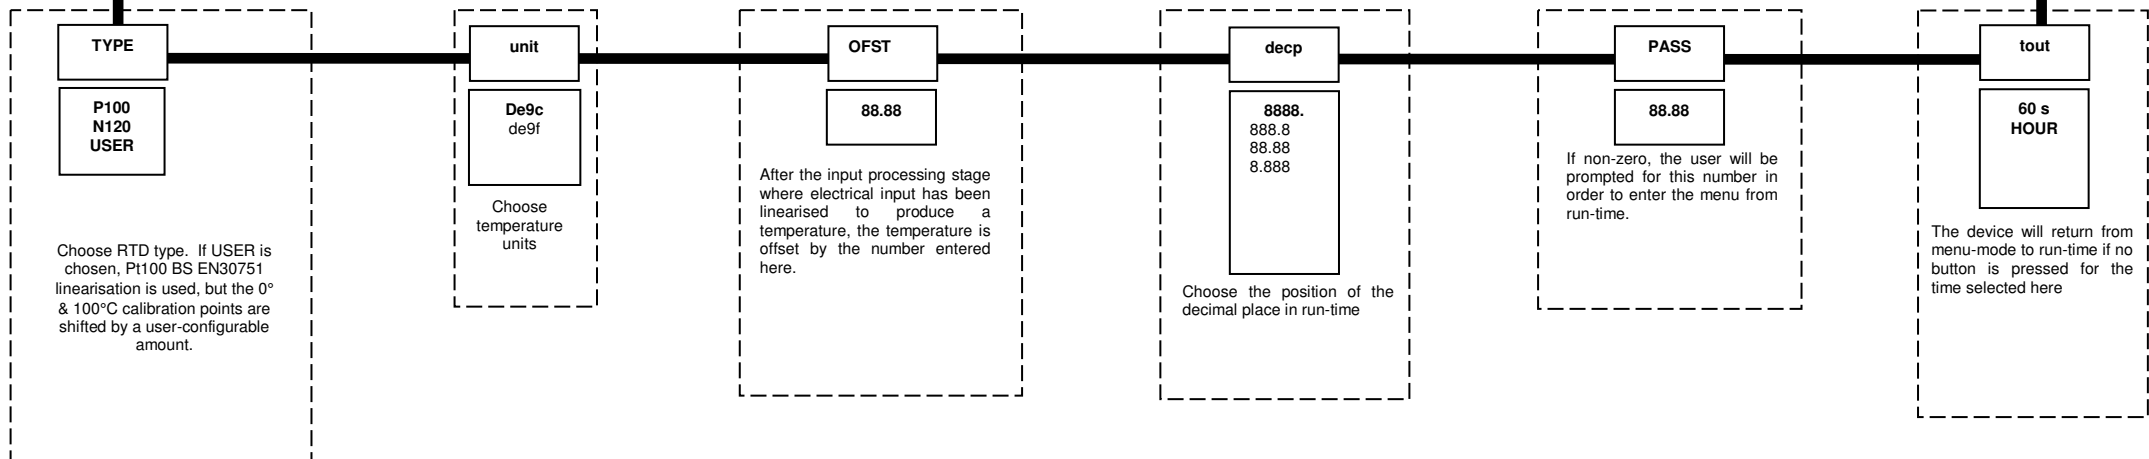 TYPE
P100
N120
USER
Choose RTD type. If USER is
chosen, Pt100 BS EN30751
linearisation is used, but the 0°
& 100°C calibration points are
shifted by a user-configurable
amount.
unit
De9c
de9f
Choose
temperature
units
OFST
88.88
After the input processing stage
where electrical input has been
linearised to produce a
temperature, the temperature is
offset by the number entered
here.
decp
8888.
888.8
88.88
8.888
Choose the position of the
decimal place in run-time
PASS
88.88
If non-zero, the user will be
prompted for this number in
order to enter the menu from
run-time.
tout
60 s
HOUR
The device will return from
menu-mode to run-time if no
button is pressed for the
time selected here